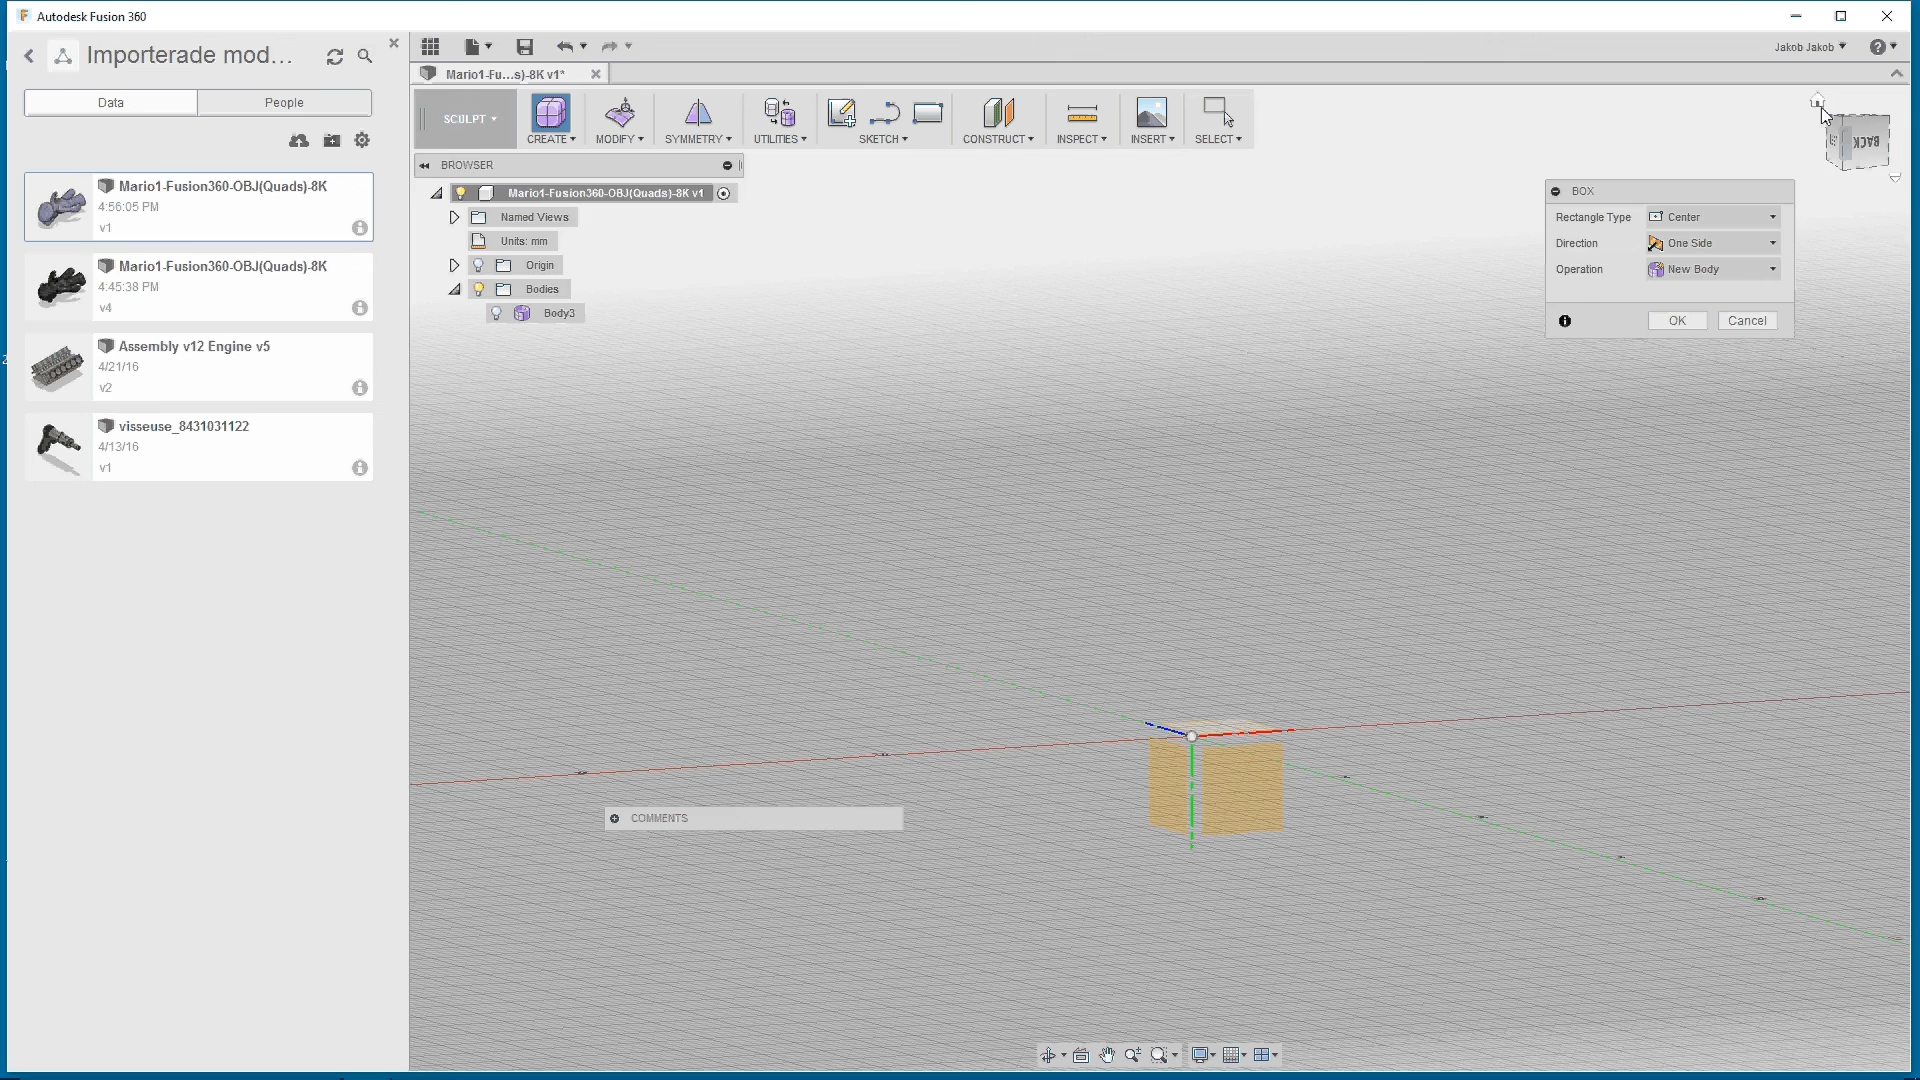 Autodesk Fusion 360
Importerade mod...
Data
People
Mario1-Fusion360-OBJ(Quads)-8K
4:56:05 PM
v1
Mario1-Fusion360-OBJ(Quads)-8K
4:45:38 PM
v4
Assembly v12 Engine v5
4/21/16
v2
visseuse_8431031122
4/13/16
v1
Jakob Jakob
Mario1-Fu...s)-8K v1*
SCULPT
CREATE
MODIFY
SYMMETRY
UTILITIES
SKETCH
CONSTRUCT
INSPECT
INSERT
SELECT
BROWSER
Mario1-Fusion360-OBJ(Quads)-8K v1
Named Views
Units: mm
Origin
Bodies
Body3
BACK
BOX
Rectangle Type
Center
Direction
One Side
Operation
New Body
OK
Cancel
COMMENTS